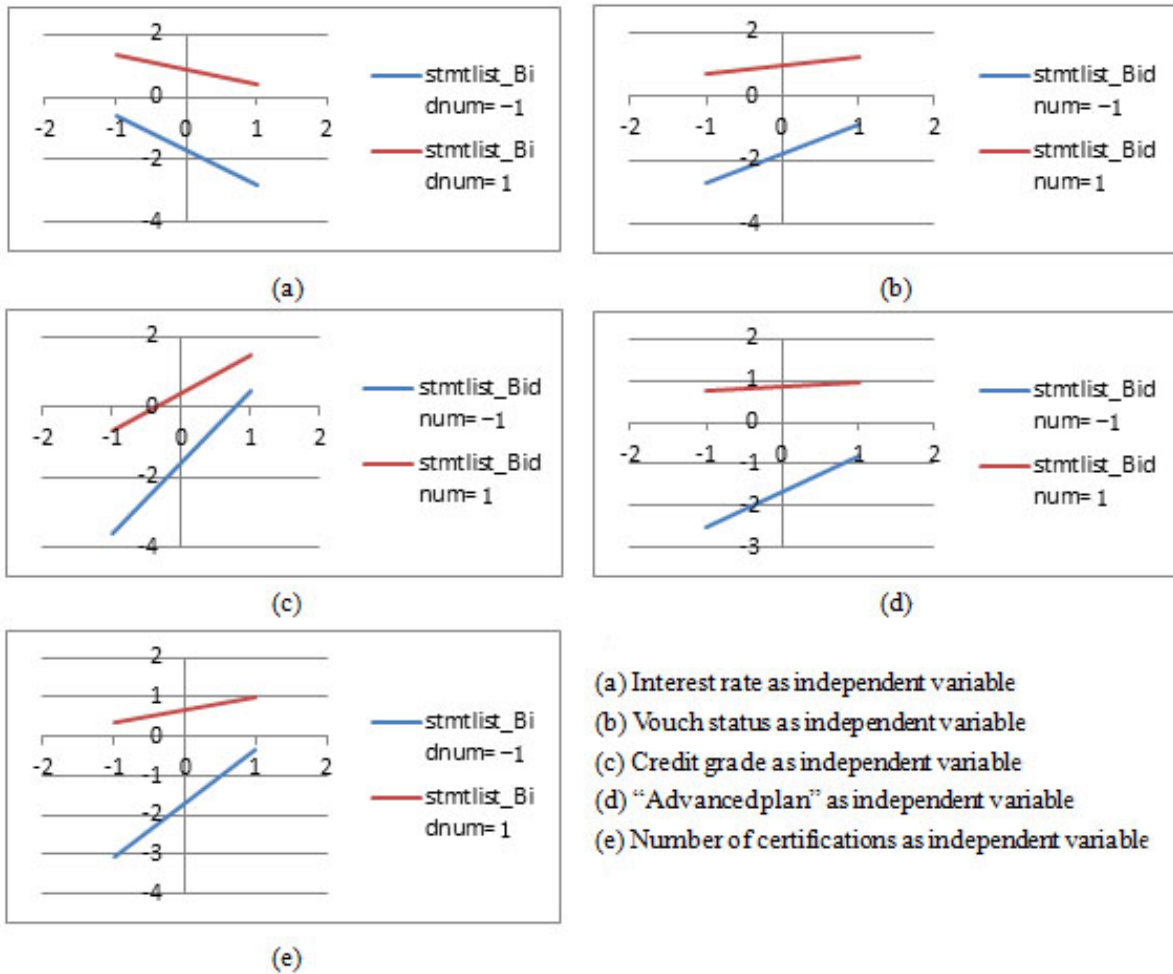 2
0
-2 -1 0 1 2
-2
-4
stmtlist_Bi
dnum= −1
stmtlist_Bi
dnum= 1
(a)
2
0
-2 -1 0 1 2
-2
-4
stmtlist_Bid
num= −1
stmtlist_Bid
num= 1
(b)
2
0
-2 -1 0 1 2
-2
-4
stmtlist_Bid
num= −1
stmtlist_Bid
num= 1
(c)
2
1
0
-2 -1 0 1 2
-1
-2
-3
stmtlist_Bid
num= −1
stmtlist_Bid
num= 1
(d)
2
1
0
-2 -1 0 1 2
-1
-2
-3
-4
stmtlist_Bi
dnum= −1
stmtlist_Bi
dnum= 1
(e)
(a) Interest rate as independent variable
(b) Vouch status as independent variable
(c) Credit grade as independent variable
(d) “Advanced plan” as independent variable
(e) Number of certifications as independent variable